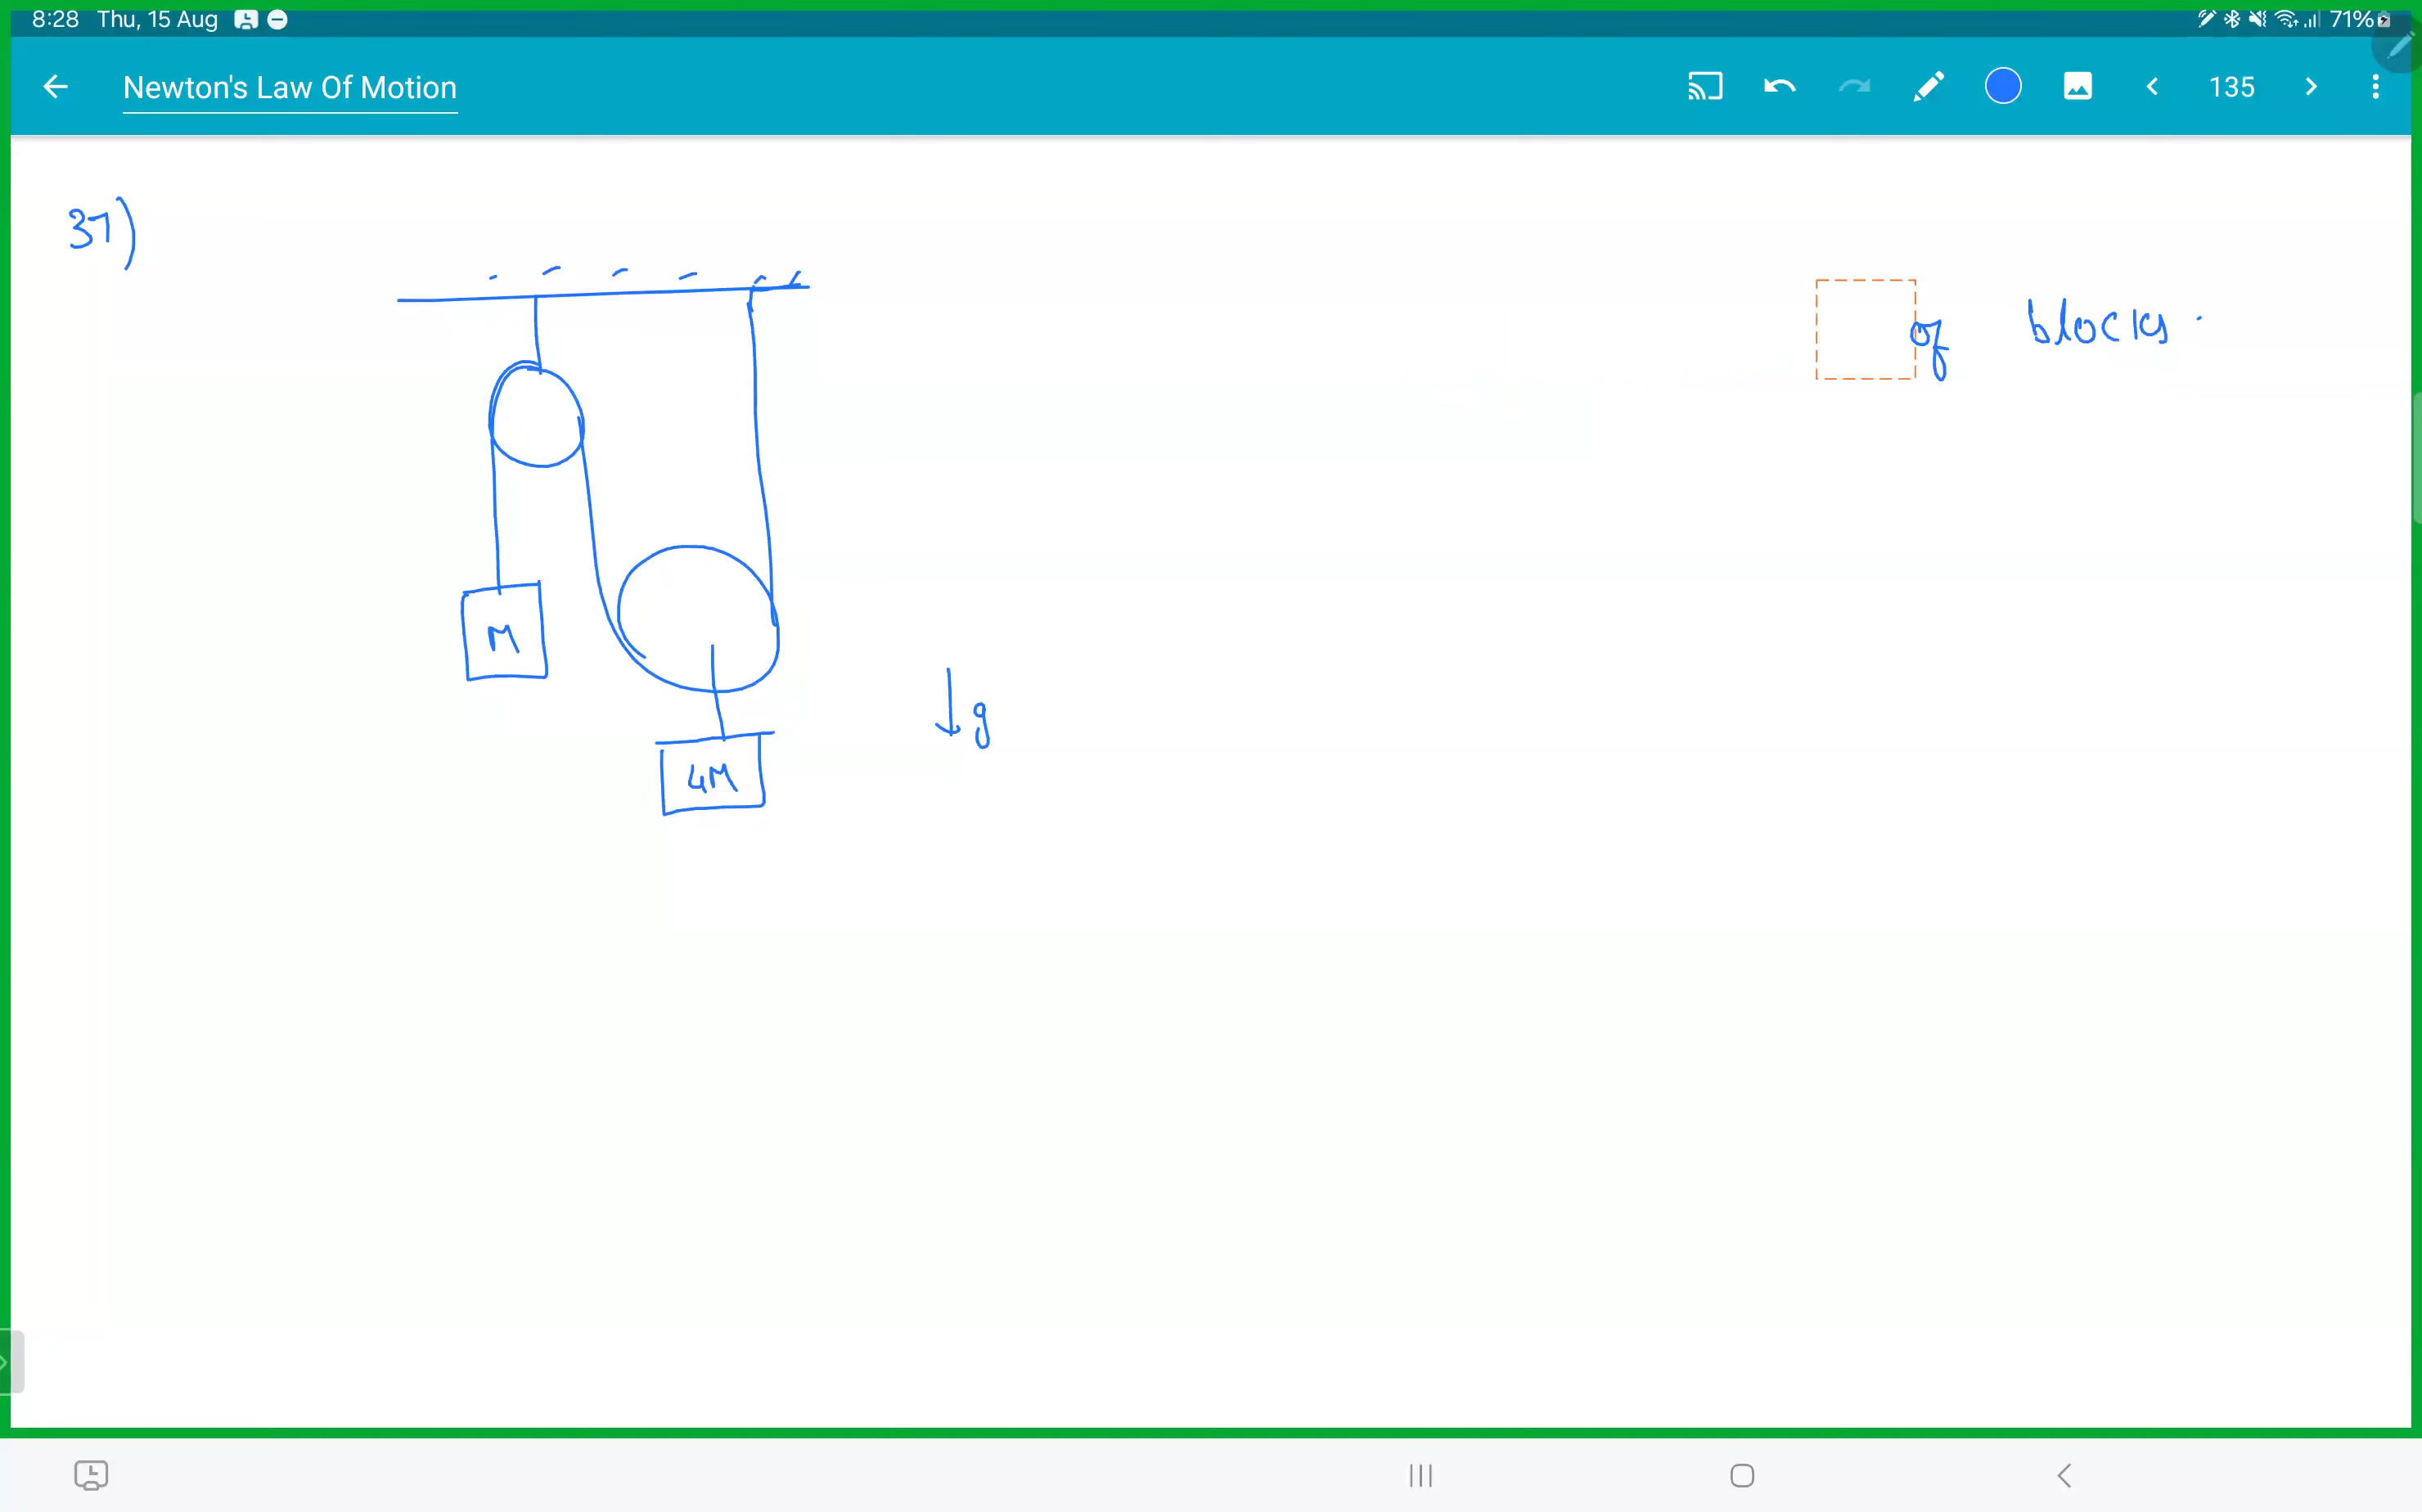 8:28 Thu, 15 Aug 71%
Newton's Law Of Motion 135
37)
of blocks.
M
g
4M